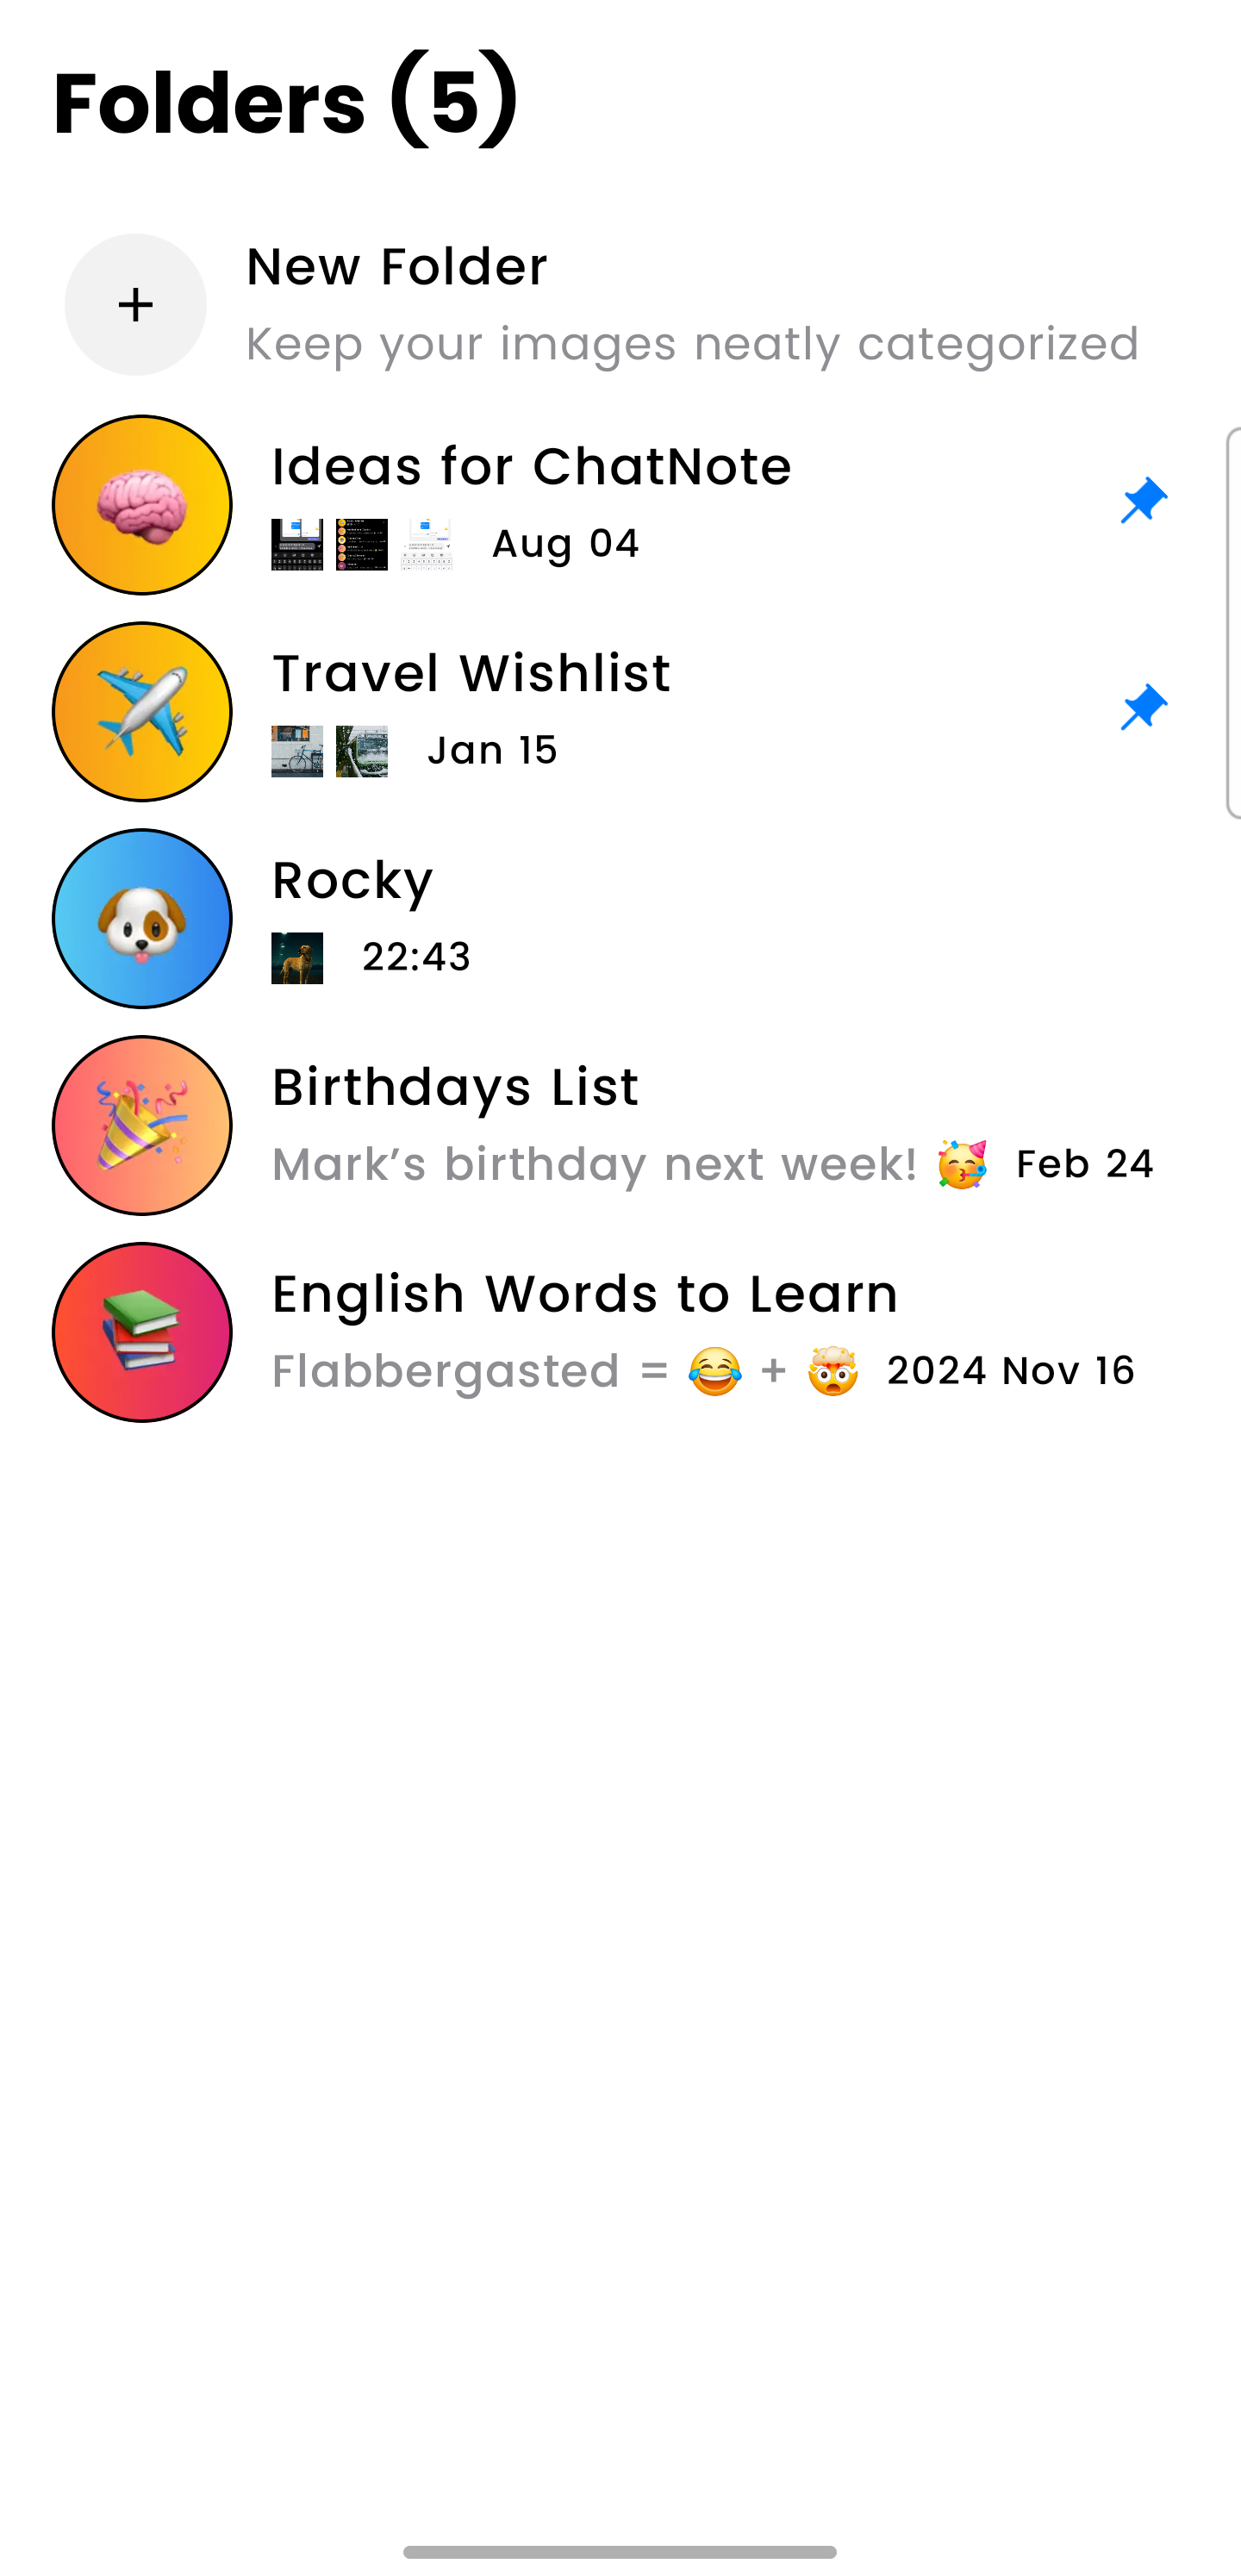 Folders (5)
New Folder
Keep your images neatly categorized
Ideas for ChatNote
Aug 04
Travel Wishlist
Jan 15
Rocky
22:43
Birthdays List
Mark’s birthday next week! 🥳 Feb 24
English Words to Learn
Flabbergasted = 😂 + 🤯 2024 Nov 16